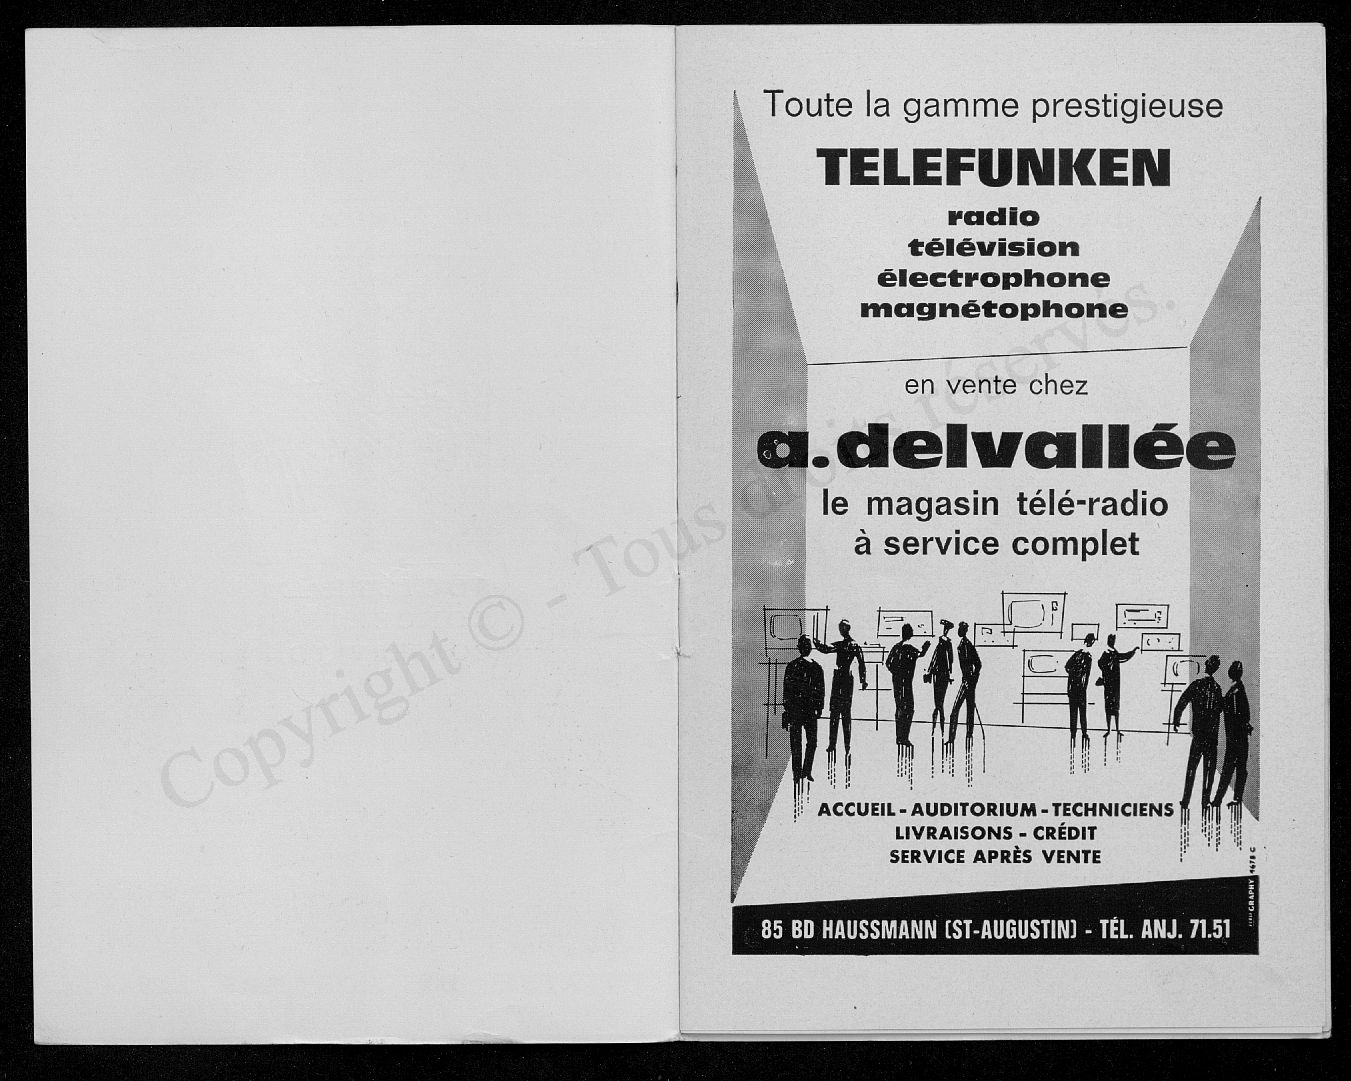 Toute la gamme prestigieuse
TELEFUNKEN
radio
télévision
électrophone
magnétophone
en vente chez
a.delvallée
le magasin télé-radio
à service complet
ACCUEIL - AUDITORIUM - TECHNICIENS
LIVRAISONS - CRÉDIT
SERVICE APRÈS VENTE
GRAPHY 4678 C
85 BD HAUSSMANN (ST-AUGUSTIN) - TÉL. ANJ. 71.51
Copyright © - Tous droits réservés.